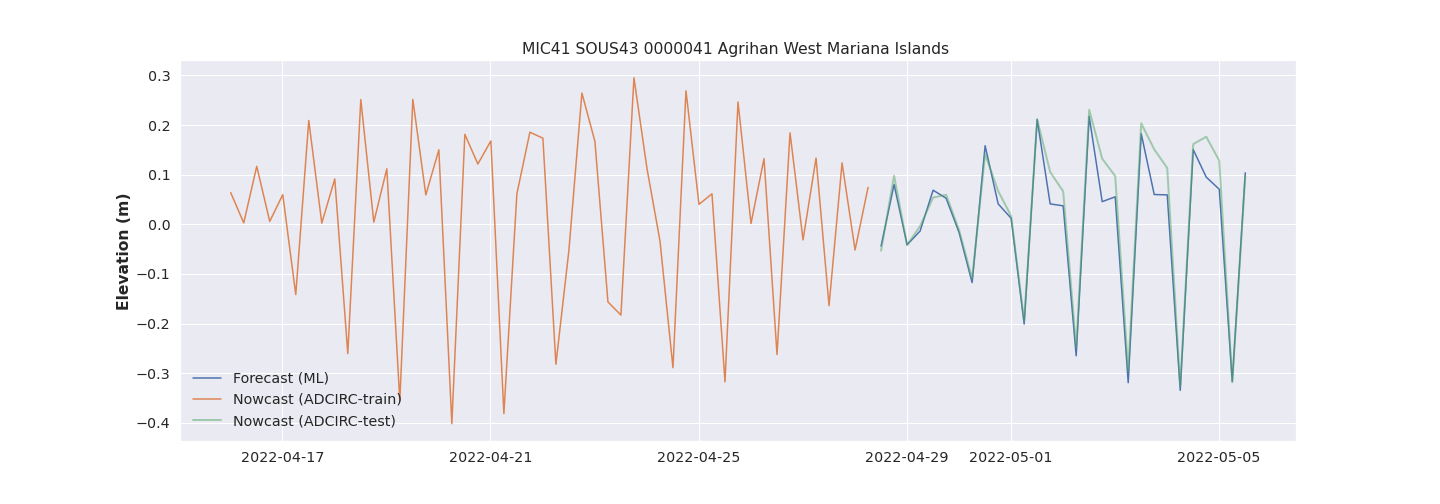 MIC41 SOUS43 0000041 Agrihan West Mariana Islands
Elevation (m)
0.3
0.2
0.1
0.0
−0.1
−0.2
−0.3
−0.4
Forecast (ML)
Nowcast (ADCIRC-train)
Nowcast (ADCIRC-test)
2022-04-17 2022-04-21 2022-04-25 2022-04-29 2022-05-01 2022-05-05